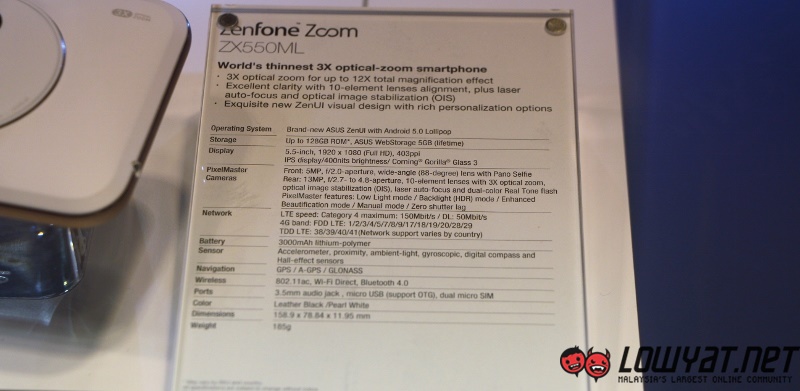 Zenfone™ Zoom
ZX550ML
World's thinnest 3X optical-zoom smartphone
· 3X optical zoom for up to 12X total magnification effect
· Excellent clarity with 10-element lenses alignment, plus laser
auto-focus and optical image stabilization (OIS)
· Exquisite new ZenUI visual design with rich personalization options
Operating System Brand-new ASUS ZenUI with Android 5.0 Lollipop
Storage Up to 128GB ROM*, ASUS WebStorage 5GB (lifetime)
Display 5.5-inch, 1920 x 1080 (Full HD), 403ppi
IPS display/400nits brightness/ Corning® Gorilla® Glass 3
PixelMaster Front: 5MP, f/2.0-aperture, wide-angle (88-degree) lens with Pano Selfie
Cameras Rear: 13MP, f/2.7- to 4.8-aperture, 10-element lenses with 3X optical zoom,
optical image stabilization (OIS), laser auto-focus and dual-color Real Tone flash
PixelMaster features: Low Light mode / Backlight (HDR) mode / Enhanced
Beautification mode / Manual mode / Zero shutter lag
Network LTE speed: Category 4 maximum: 150Mbit/s / DL: 50Mbit/s
4G band: FDD LTE: 1/2/3/4/5/7/8/9/17/18/19/20/28/29
TDD LTE: 38/39/40/41(Network support varies by country)
Battery 3000mAh lithium-polymer
Sensor Accelerometer, proximity, ambient-light, gyroscopic, digital compass and
Hall-effect sensors
Navigation GPS / A-GPS / GLONASS
Wireless 802.11ac, Wi-Fi Direct, Bluetooth 4.0
Ports 3.5mm audio jack , micro USB (support OTG), dual micro SIM
Color Leather Black /Pearl White
Dimensions 158.9 x 78.84 x 11.95 mm
Weight 185g
LOWYAT.NET
MALAYSIA'S LARGEST ONLINE COMMUNITY